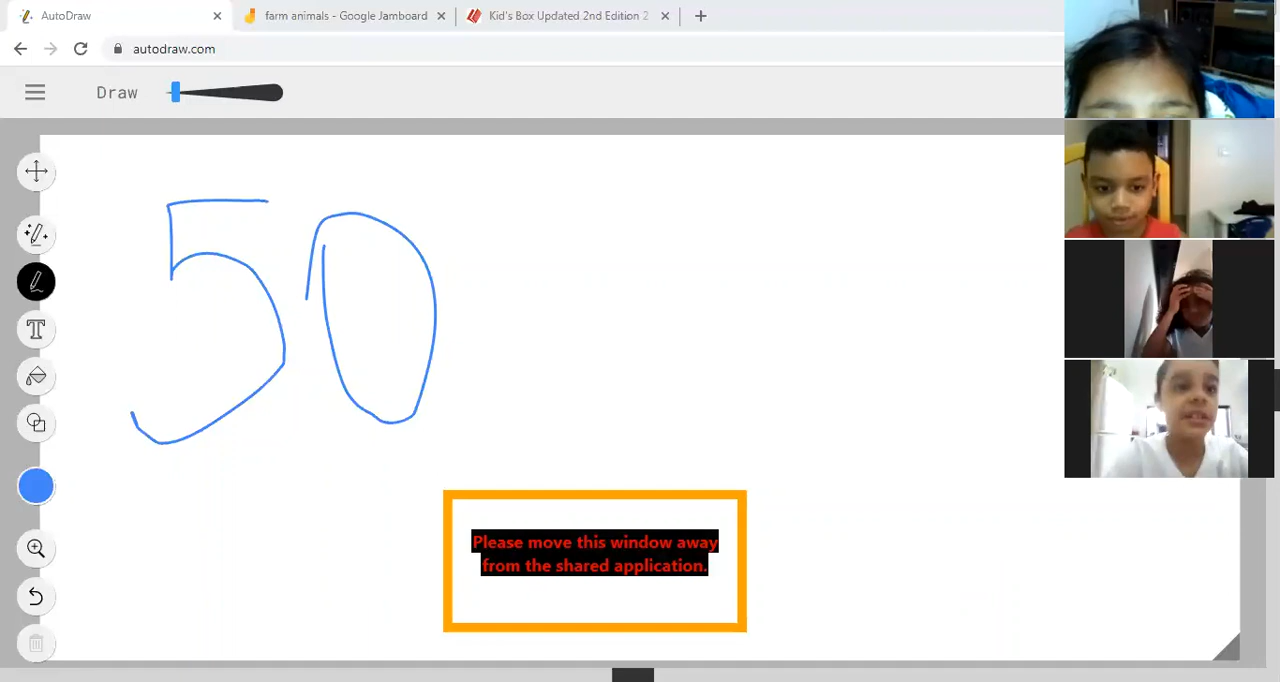 AutoDraw
farm animals - Google Jamboard
Kid's Box Updated 2nd Edition 2
autodraw.com
Draw
50
T
Please move this window away
from the shared application.